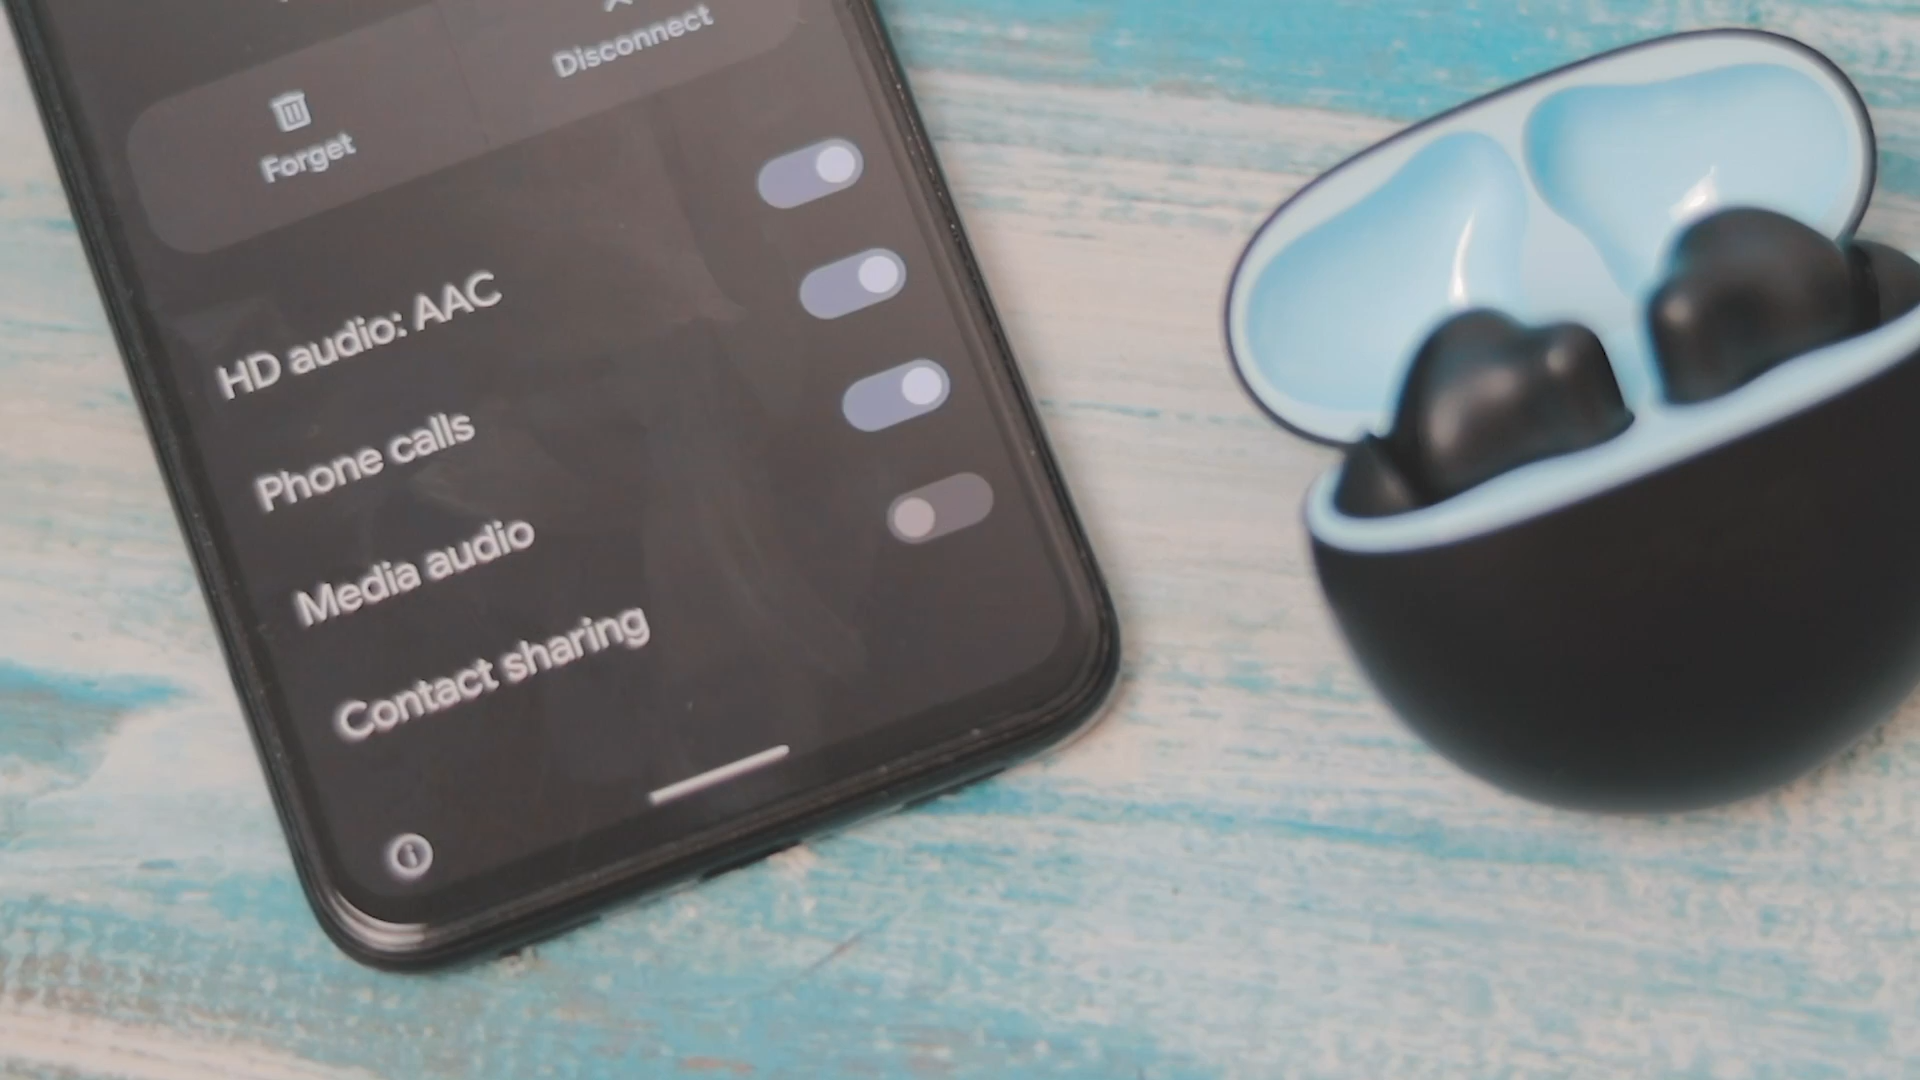 Forget
Disconnect
HD audio: AAC
Phone calls
Media audio
Contact sharing